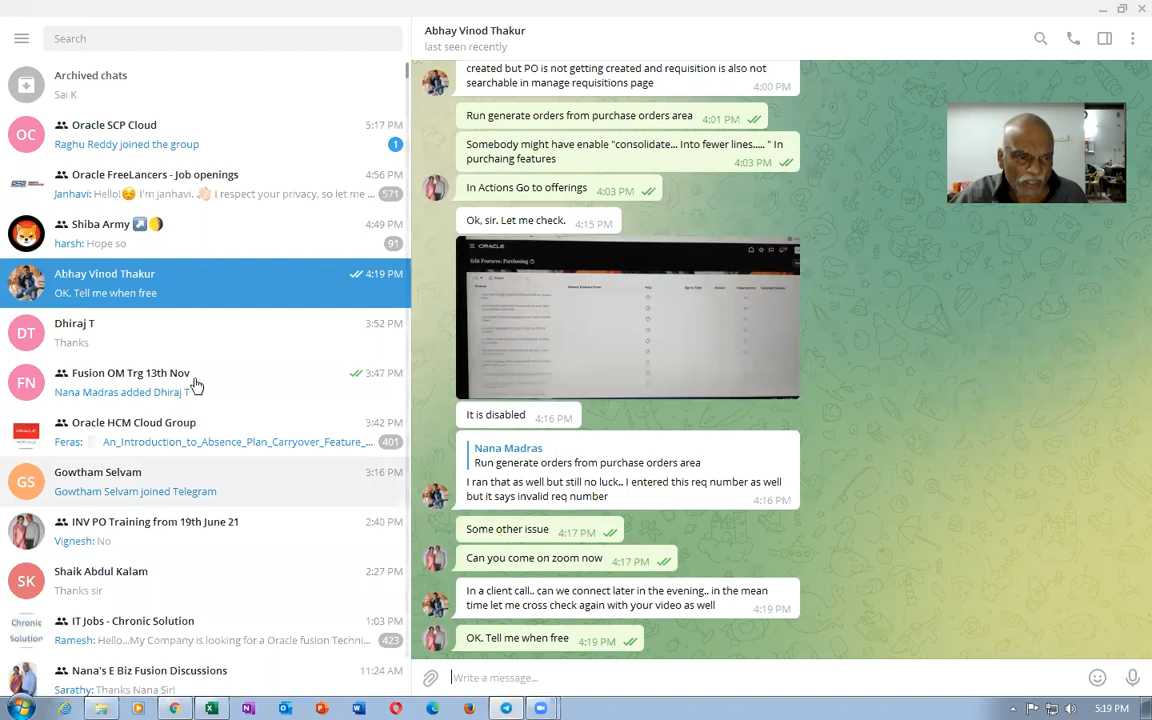 Search
Archived chats
Sai K
OC
Oracle SCP Cloud
5:17 PM
Raghu Reddy joined the group
1
Oracle FreeLancers - Job openings
4:56 PM
Janhavi: Hello!😊 I'm janhavi. 👋🏻 I respect your privacy, so let me ...
571
Shiba Army ↗️🌖
4:49 PM
harsh: Hope so
91
Abhay Vinod Thakur
4:19 PM
OK. Tell me when free
DT
Dhiraj T
3:52 PM
Thanks
FN
Fusion OM Trg 13th Nov
3:47 PM
Nana Madras added Dhiraj T
Oracle HCM Cloud Group
3:42 PM
Feras: An_Introduction_to_Absence_Plan_Carryover_Feature_...
401
GS
Gowtham Selvam
3:16 PM
Gowtham Selvam joined Telegram
INV PO Training from 19th June 21
2:40 PM
Vignesh: No
SK
Shaik Abdul Kalam
2:27 PM
Thanks sir
Chronic
Solution
IT Jobs - Chronic Solution
1:03 PM
Ramesh: Hello...My Company is looking for a Oracle fusion Techni...
423
Nana's E Biz Fusion Discussions
11:24 AM
Sarathy: Thanks Nana Sir!
Abhay Vinod Thakur
last seen recently
created but PO is not getting created and requisition is also not
searchable in manage requisitions page
4:00 PM
Run generate orders from purchase orders area
4:01 PM
Somebody might have enable "consolidate... Into fewer lines..... " In
purchaing features
4:03 PM
In Actions Go to offerings
4:03 PM
Ok, sir. Let me check.
4:15 PM
ORACLE
Edit Features: Purchasing
It is disabled
4:16 PM
Nana Madras
Run generate orders from purchase orders area
I ran that as well but still no luck.. I entered this req number as well
but it says invalid req number
4:16 PM
Some other issue
4:17 PM
Can you come on zoom now
4:17 PM
In a client call.. can we connect later in the evening.. in the mean
time let me cross check again with your video as well
4:19 PM
OK. Tell me when free
4:19 PM
Write a message...
5:19 PM